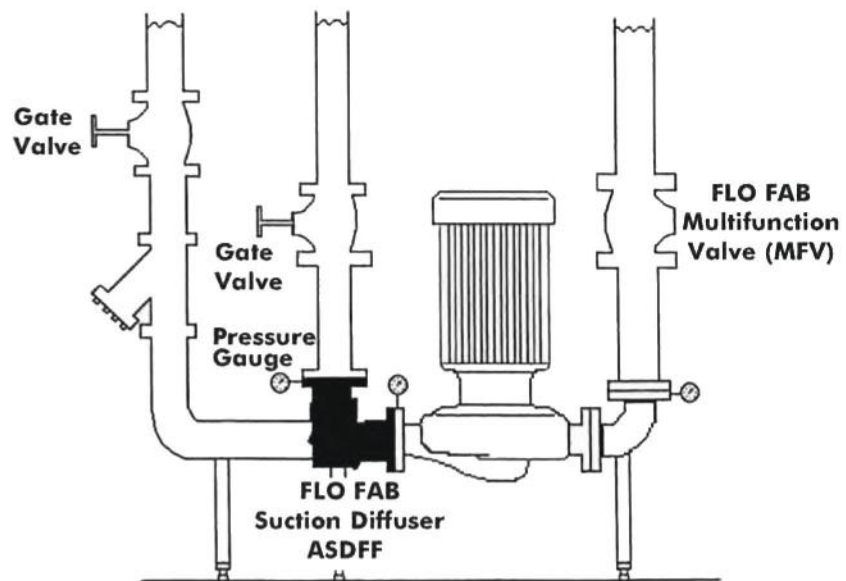 Gate
Valve
Gate
Valve
FLO FAB
Multifunction
Valve (MFV)
Pressure
Gauge
FLO FAB
Suction Diffuser
ASDFF